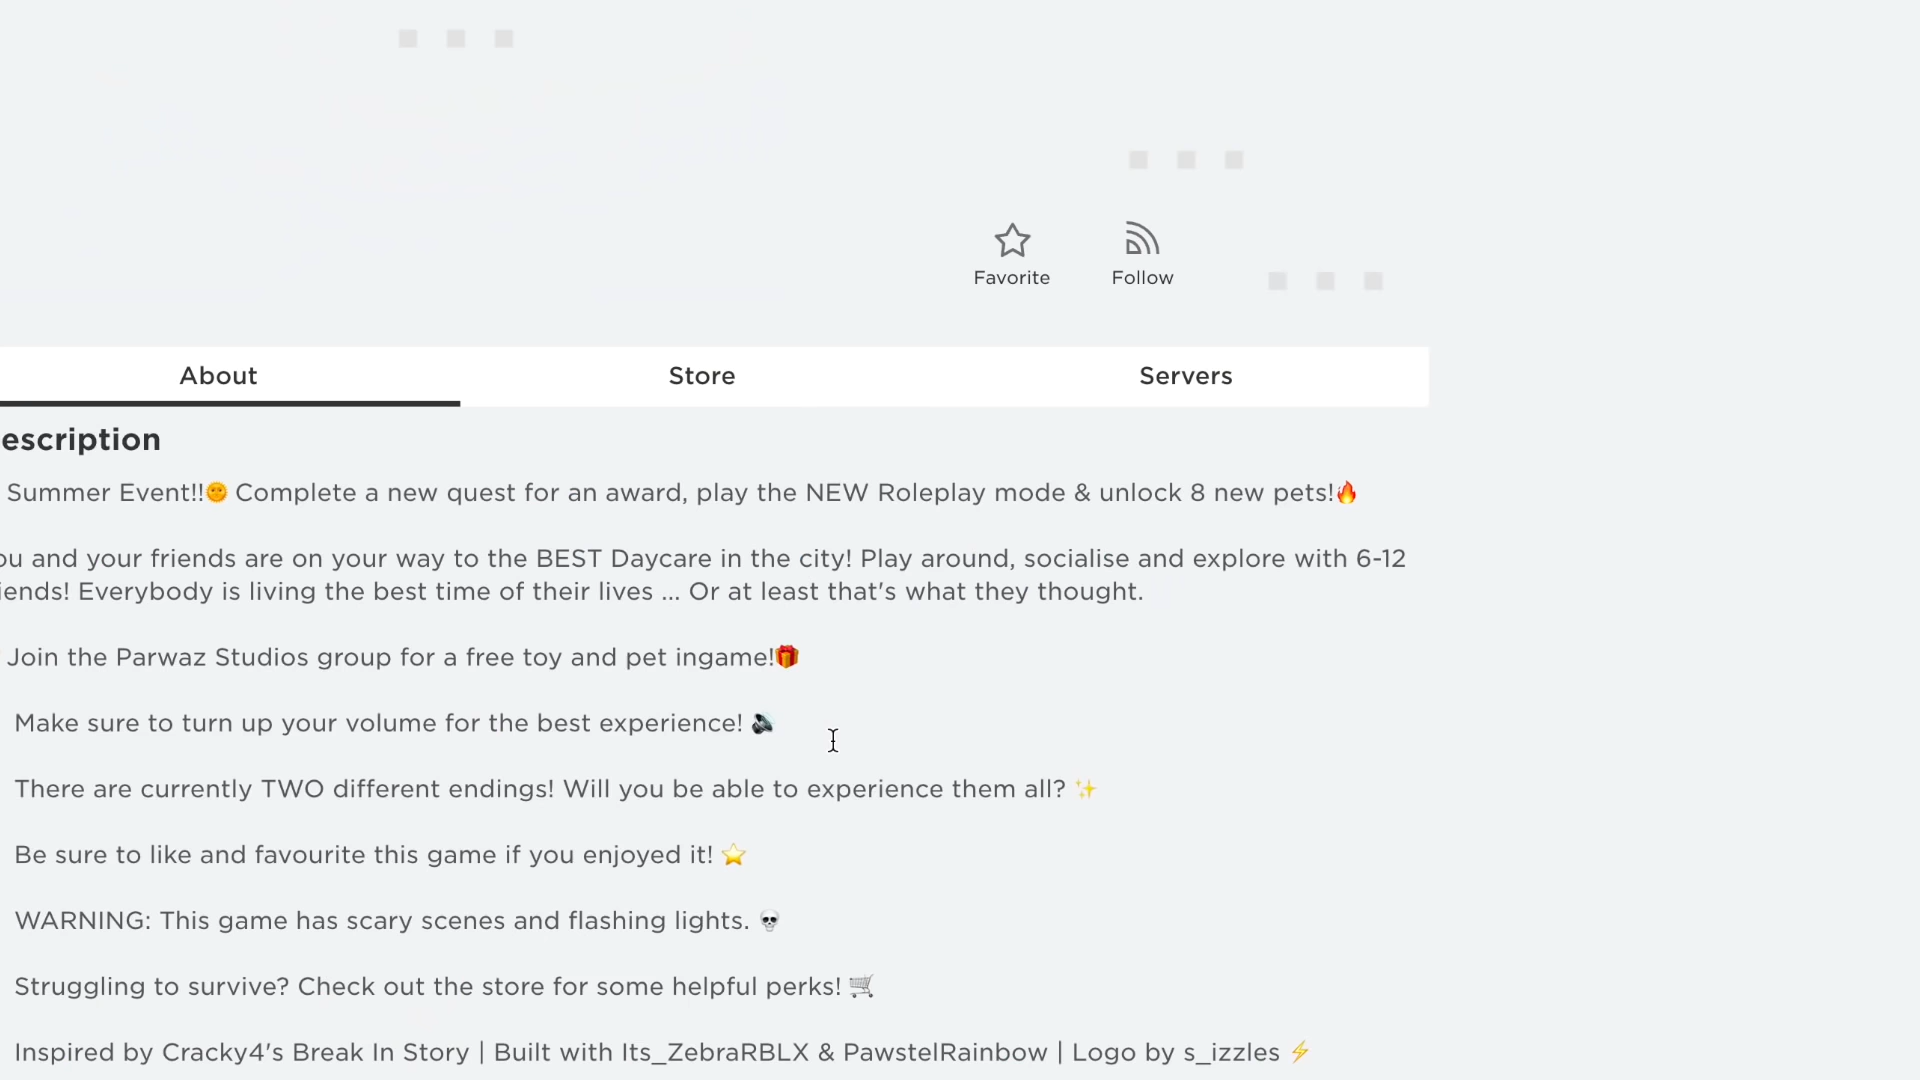 Favorite
Follow
About
Store
Servers
escription
Summer Event!!🌞 Complete a new quest for an award, play the NEW Roleplay mode & unlock 8 new pets!🔥
ou and your friends are on your way to the BEST Daycare in the city! Play around, socialise and explore with 6-12
iends! Everybody is living the best time of their lives ... Or at least that's what they thought.
Join the Parwaz Studios group for a free toy and pet ingame!🎁
Make sure to turn up your volume for the best experience! 🔊
There are currently TWO different endings! Will you be able to experience them all? ✨
Be sure to like and favourite this game if you enjoyed it! ⭐
WARNING: This game has scary scenes and flashing lights. 💀
Struggling to survive? Check out the store for some helpful perks! 🛒
Inspired by Cracky4's Break In Story | Built with Its_ZebraRBLX & PawstelRainbow | Logo by s_izzles ⚡